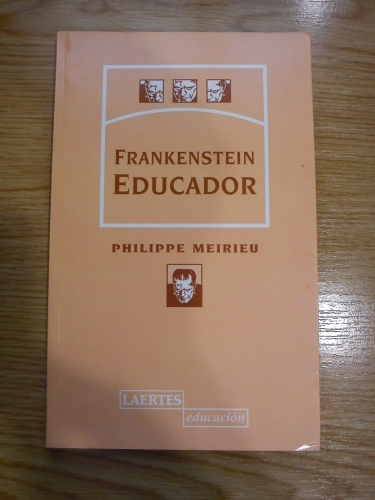 FRANKENSTEIN
EDUCADOR
PHILIPPE MEIRIEU
LAERTES
educación